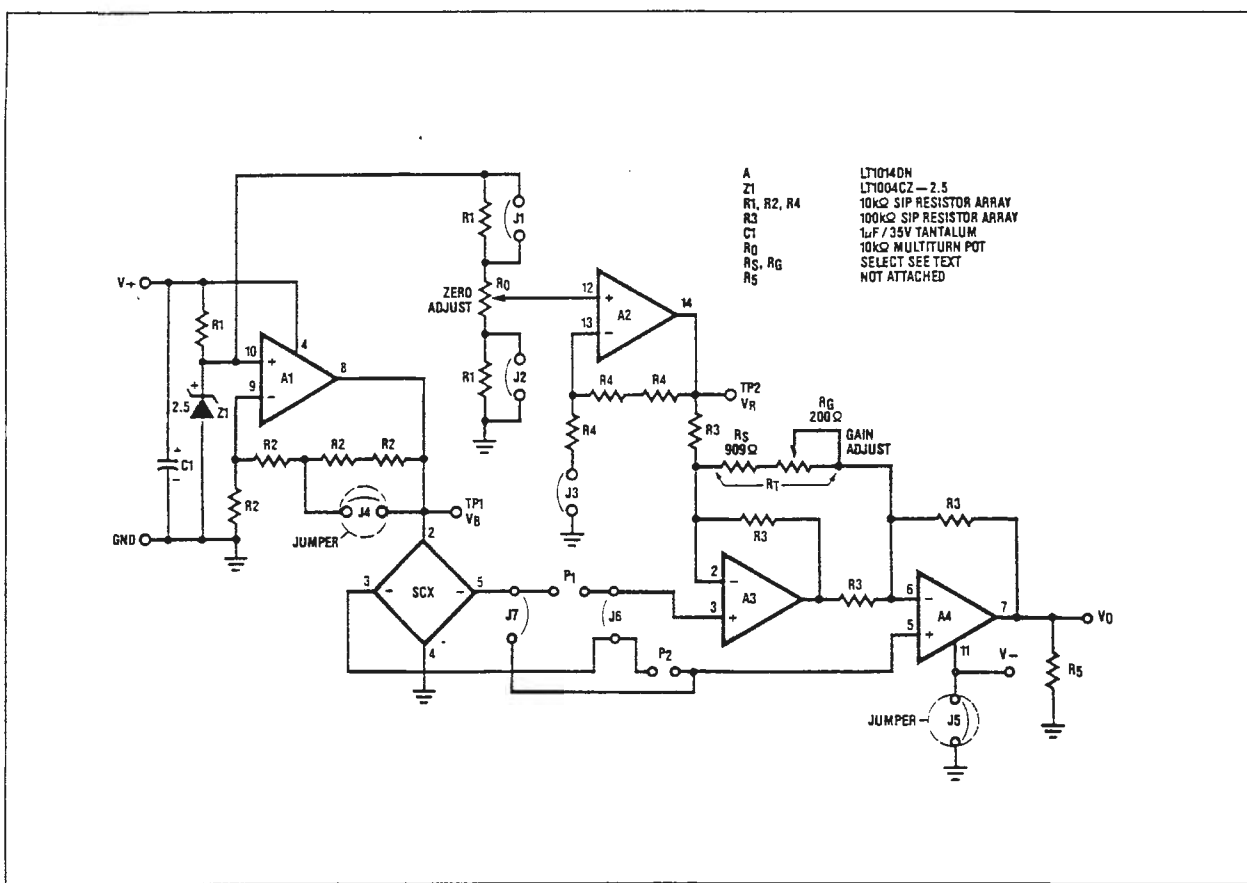 A LT1014DN
Z1 LT1004CZ — 2.5
R1, R2, R4 10kΩ SIP RESISTOR ARRAY
R3 100kΩ SIP RESISTOR ARRAY
C1 1µF / 35V TANTALUM
RO 10kΩ MULTITURN POT
RS, RG SELECT SEE TEXT
R5 NOT ATTACHED
R1
J1
V+
RO
ZERO
ADJUST
12
+
14
A2
13
−
R1
4
10
+
8
A1
9
−
R1
J2
+
2.5
Z1
R4
R4
TP2
VR
RG
200Ω
GAIN
ADJUST
RS
909Ω
R3
R4
RT
R2
R2
R2
+
C1
−
R2
J3
R3
J4
TP1
VB
R3
GND
JUMPER
2
2
−
3
−
SCX
−
5
P1
A3
R3
6
−
J7
J6
3
+
A4
7
VO
5
+
4
P2
11
V−
R5
JUMPER
J5